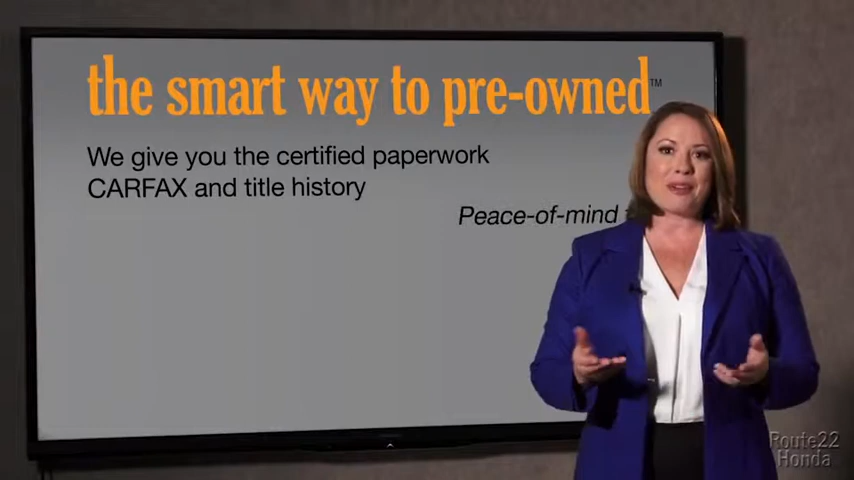 the smart way to pre-owned™
We give you the certified paperwork
CARFAX and title history
Peace-of-mind
Route22
Honda